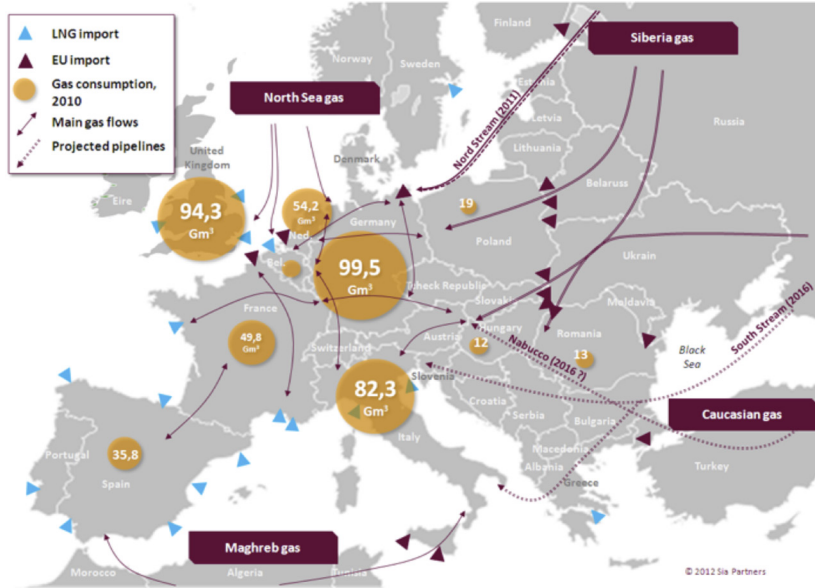 LNG import
EU import
Gas consumption,
2010
Main gas flows
Projected pipelines
Finland
Siberia gas
Norway
Sweden
North Sea gas
Estonia
Russia
Nord Stream (2011)
Latvia
United
Kingdom
Denmark
Lithuania
Eire
94,3
Gm³
54,2
Gm³
Ned.
Germany
19
Belaruss
Poland
Bel.
99,5
Gm³
Ukrain
Tcheck Republic
Slovakia
France
Moldavia
49,8
Gm³
Switzerland
Austria
Hungary
12
Romania
13
Nabucco (2016 ?)
Black
Sea
South Stream (2016)
82,3
Gm³
Slovenia
Croatia
Serbia
Bulgaria
Caucasian gas
Italy
Portugal
35,8
Spain
Macedonia
Albania
Turkey
Greece
Maghreb gas
Morocco
Algeria
Tunisia
© 2012 Sia Partners